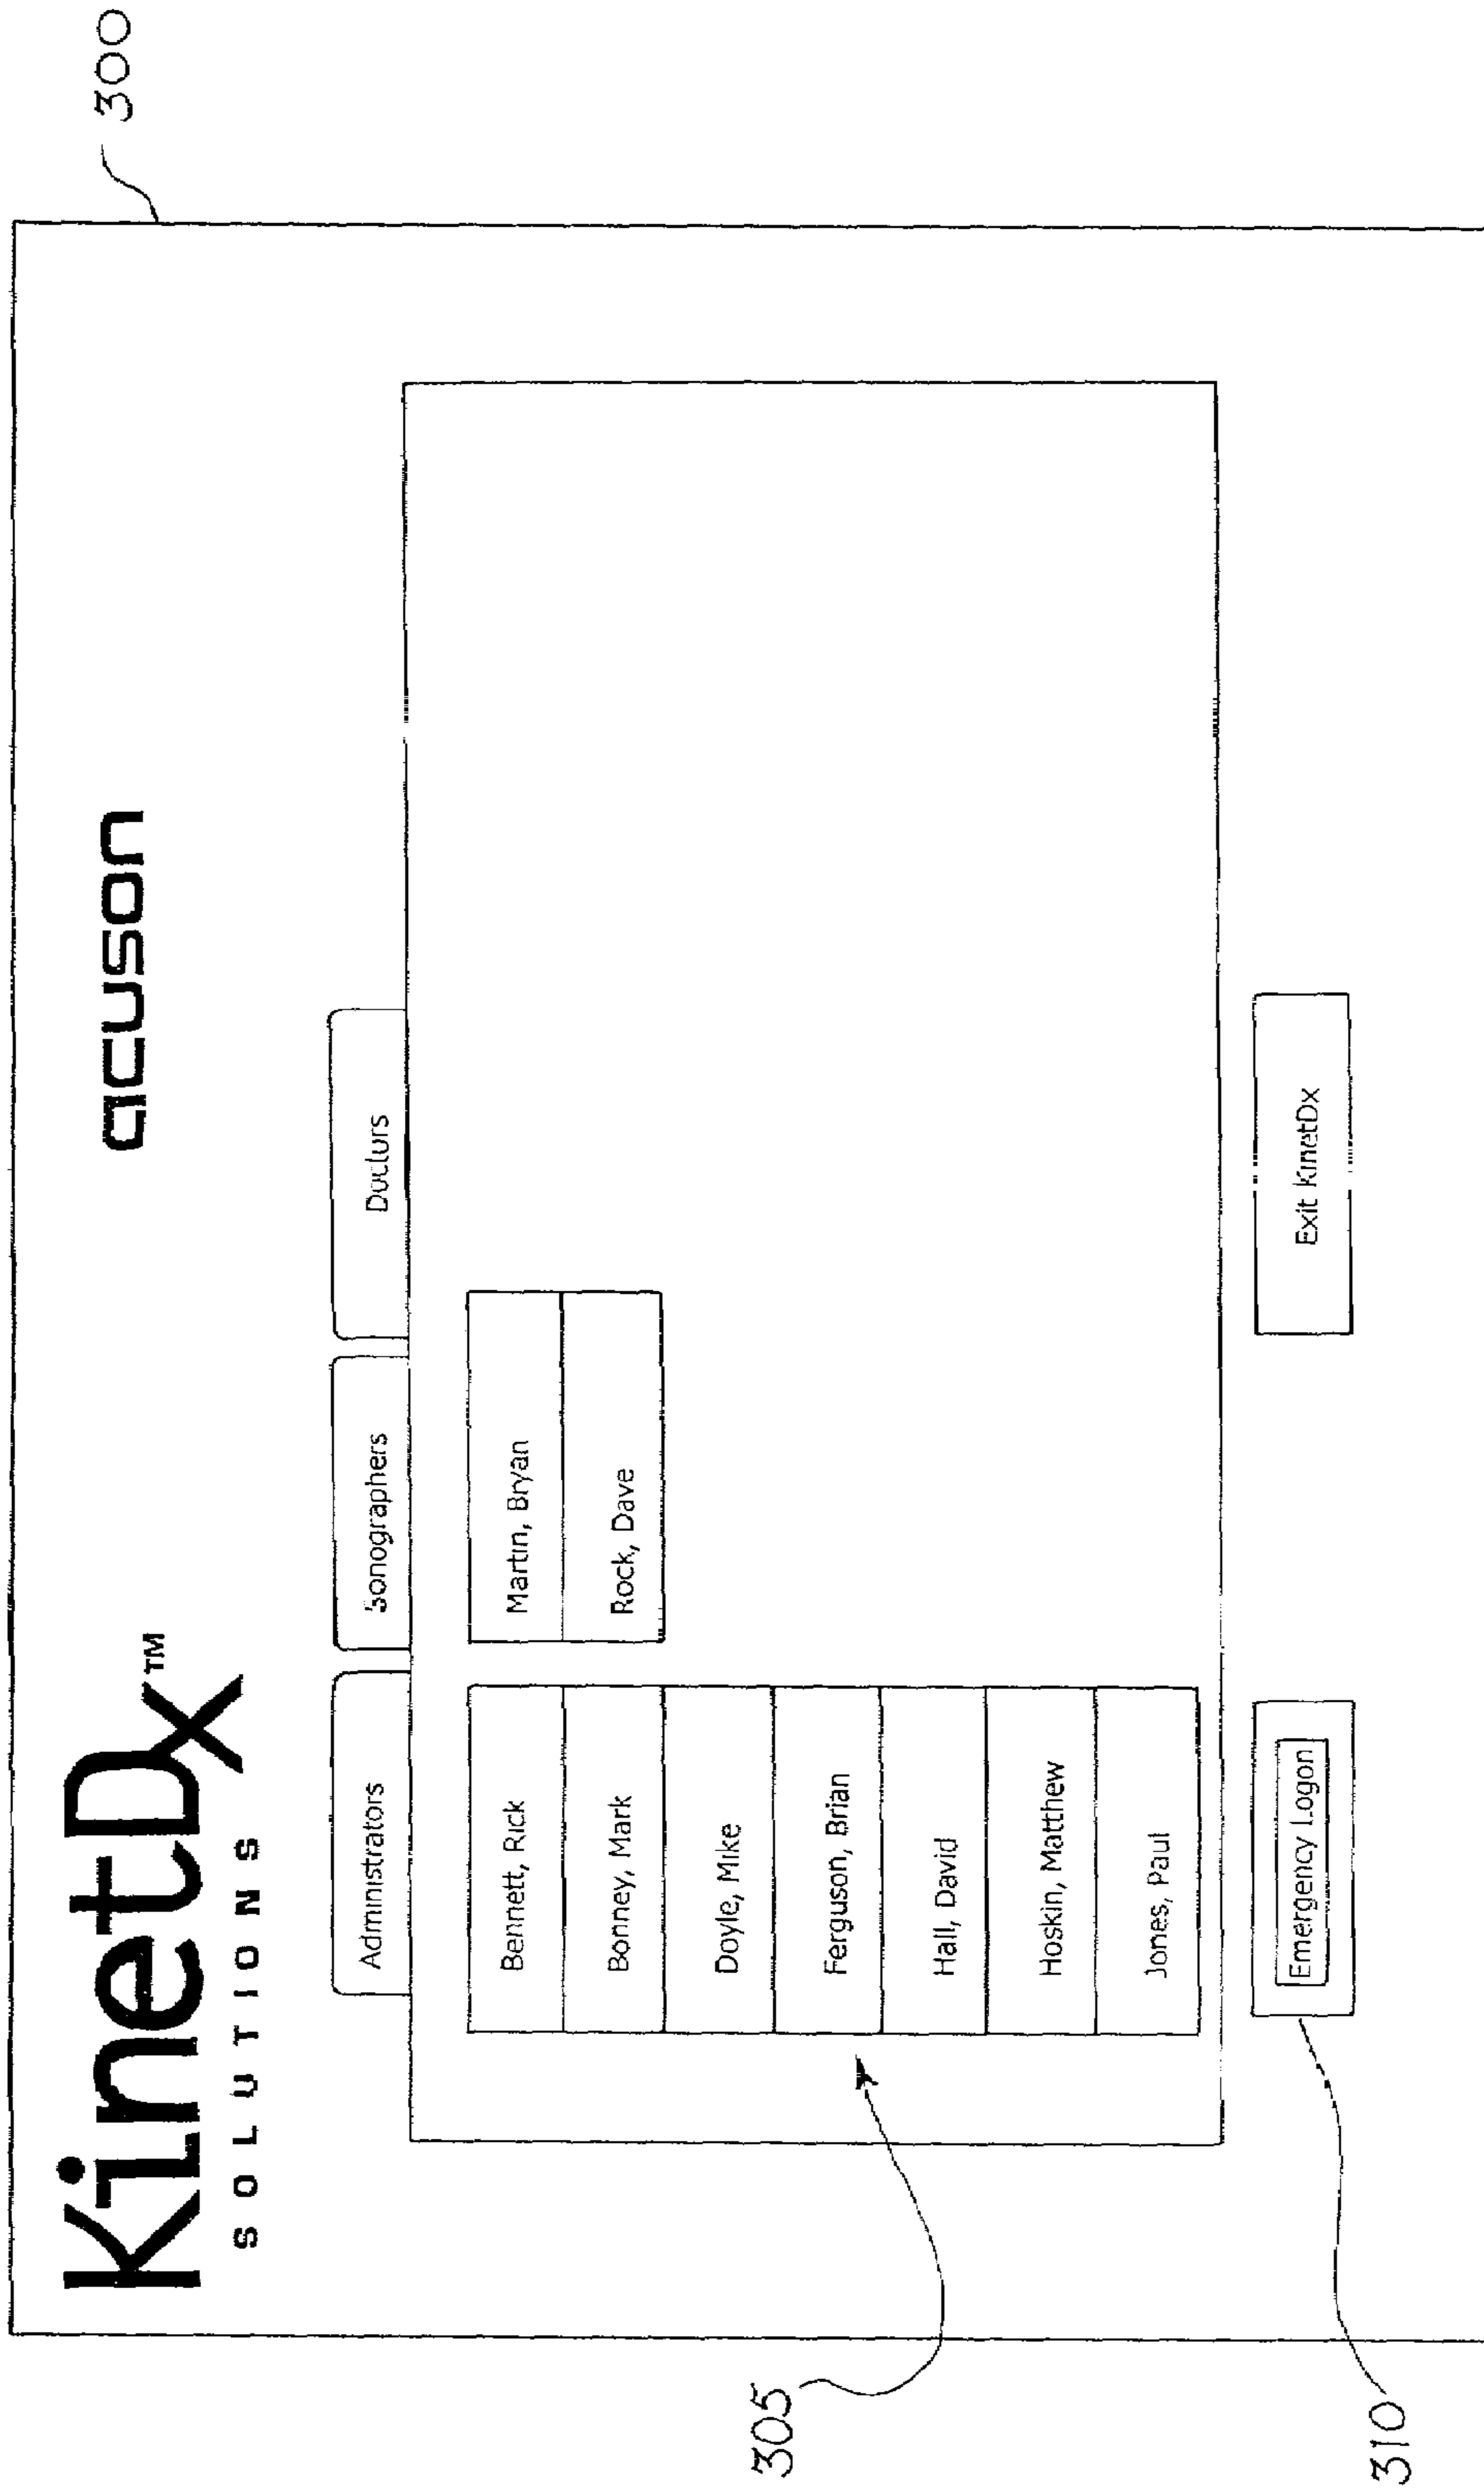 300
KinetDx™ acuson
SOLUTIONS
Administrators Sonographers Doctors
Bennett, Rick Martin, Bryan
Bonney, Mark Rock, Dave
Doyle, Mike
Ferguson, Brian
Hall, David
Hoskin, Matthew
Jones, Paul
305
Emergency Logon Exit KinetDx
310